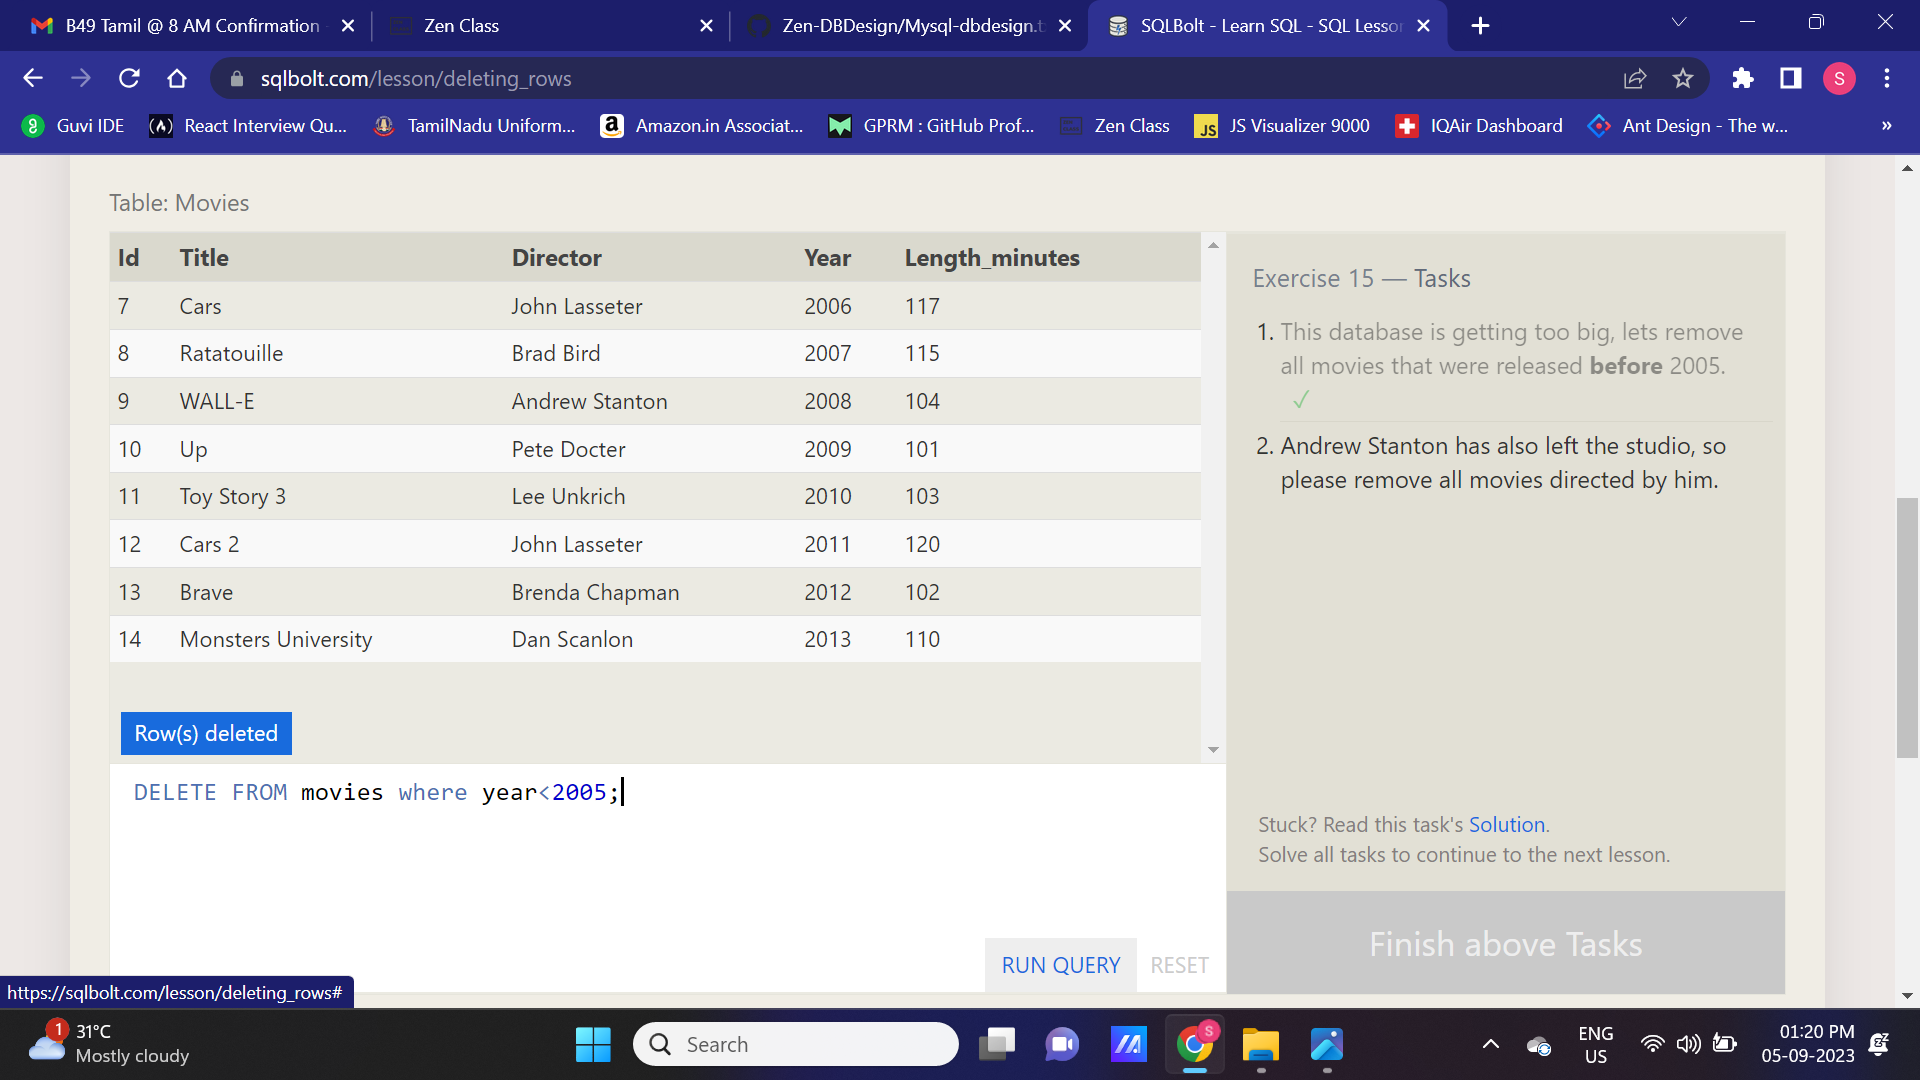 B49 Tamil @ 8 AM Confirmation
Zen Class
Zen-DBDesign/Mysql-dbdesign.t
SQLBolt - Learn SQL - SQL Lesson
sqlbolt.com/lesson/deleting_rows
S
Guvi IDE
React Interview Qu...
TamilNadu Uniform...
Amazon.in Associat...
GPRM : GitHub Prof...
Zen Class
JS
JS Visualizer 9000
IQAir Dashboard
Ant Design - The w...
»
Table: Movies
Id Title Director Year Length_minutes
7 Cars John Lasseter 2006 117
8 Ratatouille Brad Bird 2007 115
9 WALL-E Andrew Stanton 2008 104
10 Up Pete Docter 2009 101
11 Toy Story 3 Lee Unkrich 2010 103
12 Cars 2 John Lasseter 2011 120
13 Brave Brenda Chapman 2012 102
14 Monsters University Dan Scanlon 2013 110
Row(s) deleted
DELETE FROM movies where year<2005;
RUN QUERY RESET
Exercise 15 — Tasks
1. This database is getting too big, lets remove
all movies that were released before 2005.
✓
2. Andrew Stanton has also left the studio, so
please remove all movies directed by him.
Stuck? Read this task's Solution.
Solve all tasks to continue to the next lesson.
Finish above Tasks
https://sqlbolt.com/lesson/deleting_rows#
1
31°C
Mostly cloudy
Search
S
ENG
US
01:20 PM
05-09-2023